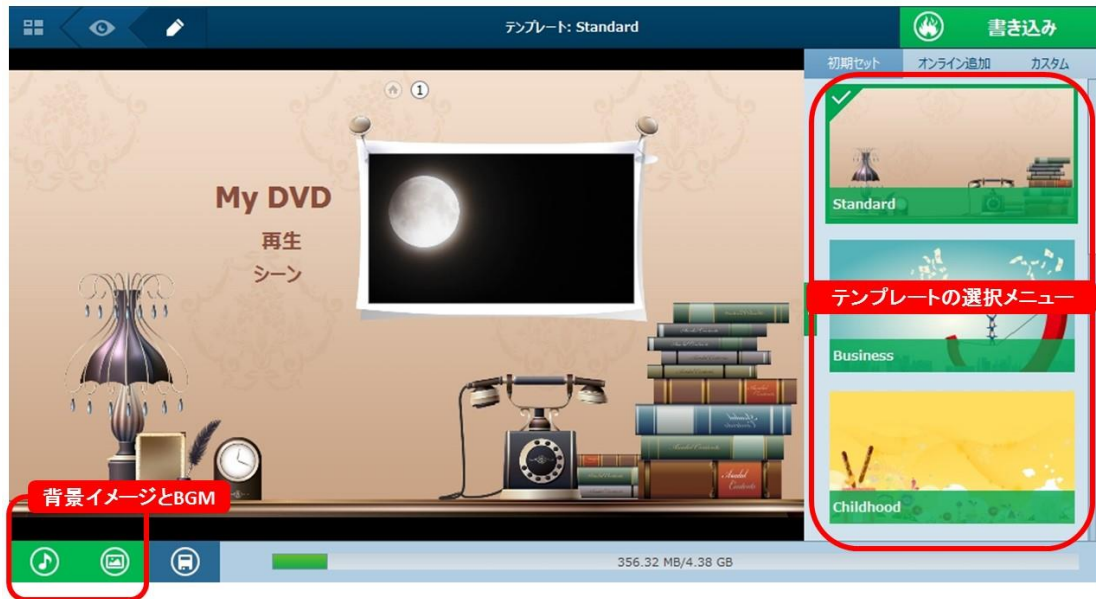 テンプレート: Standard
書き込み
初期セット
オンライン追加
カスタム
1
My DVD
再生
シーン
Standard
テンプレートの選択メニュー
Business
Childhood
背景イメージとBGM
356.32 MB/4.38 GB